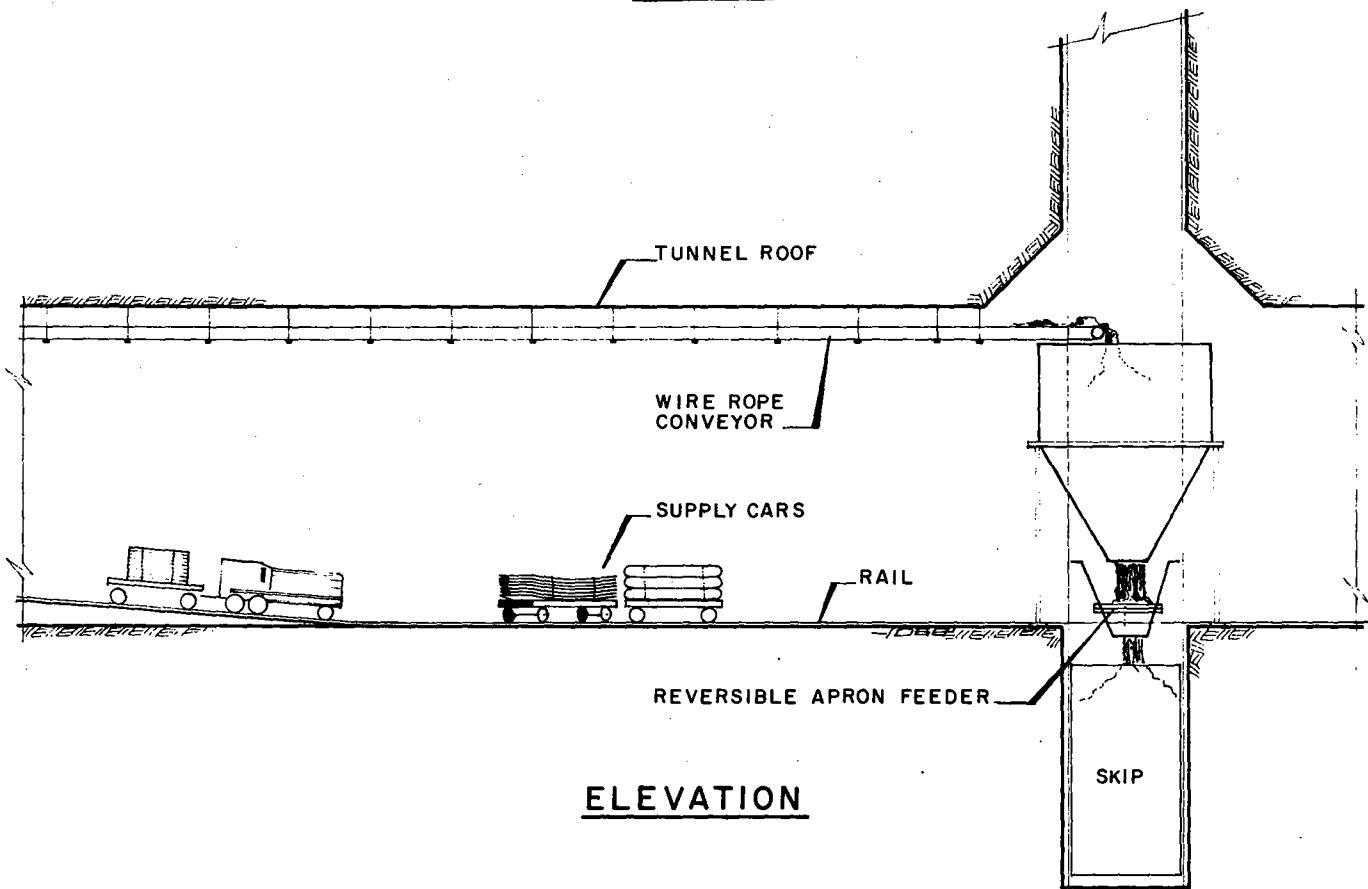 TUNNEL ROOF
WIRE ROPE
CONVEYOR
SUPPLY CARS
RAIL
REVERSIBLE APRON FEEDER
SKIP
ELEVATION